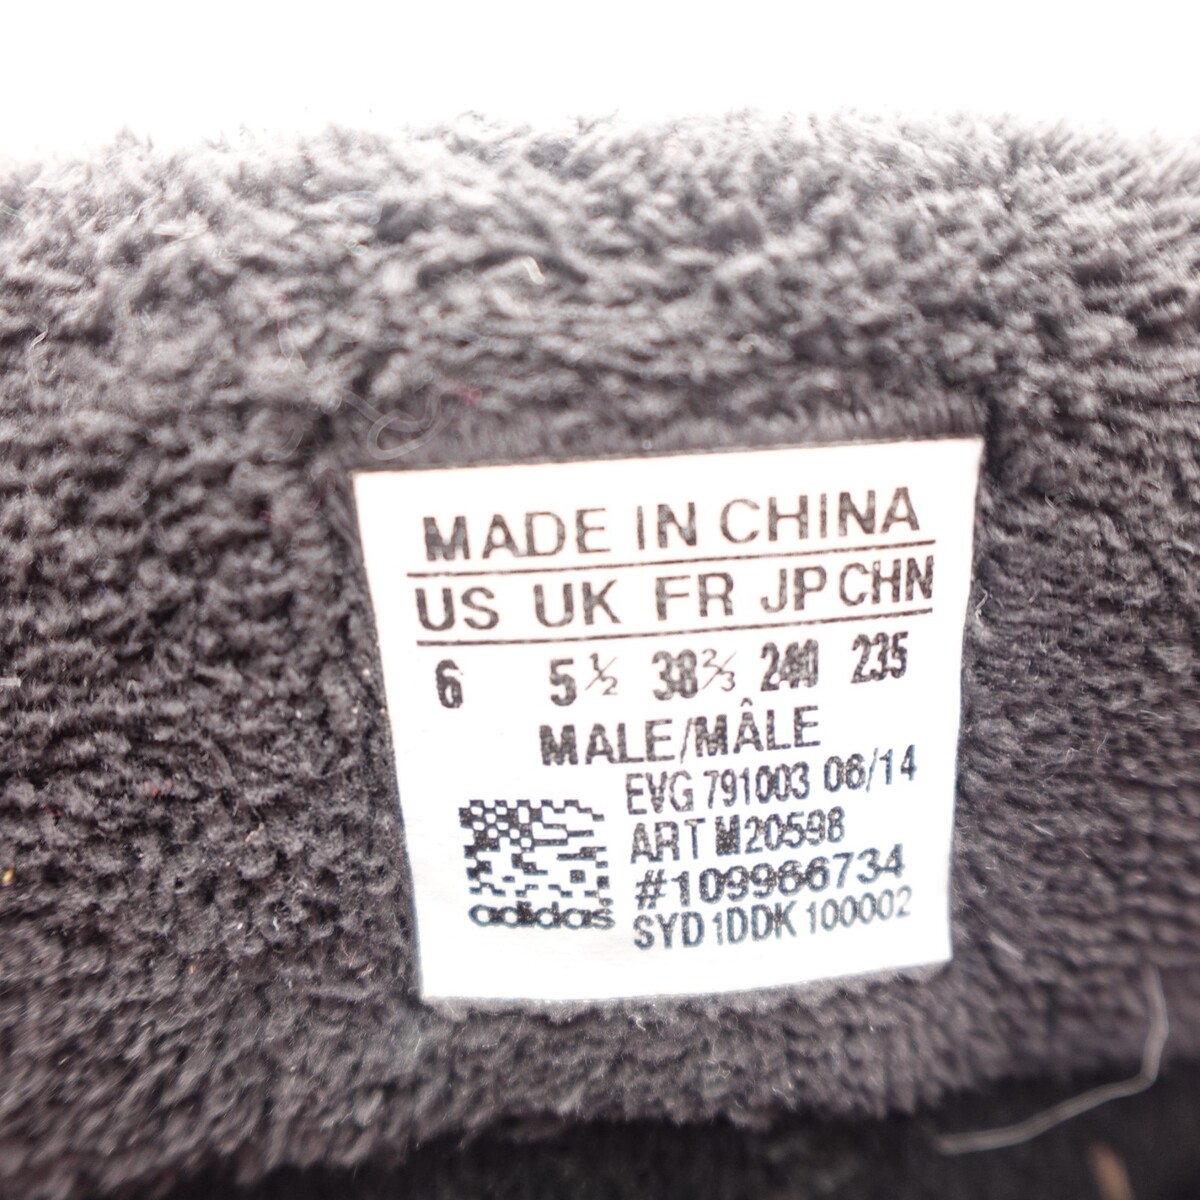 MADE IN CHINA
US UK FR JP CHN
6 5½ 38⅔ 240 235
MALE/MÂLE
EVG 791003 06/14
ART M20598
#109966734
SYD 1DDK 100002
adidas